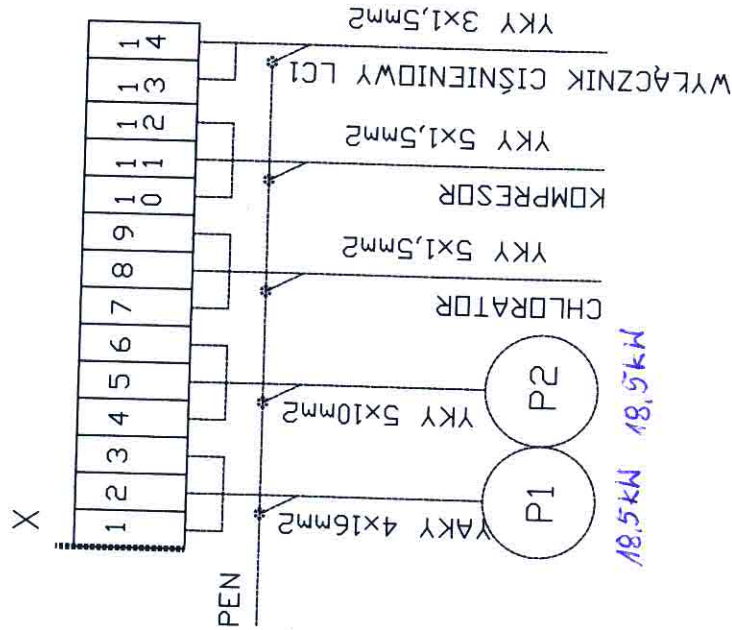 X
1 2 3 4 5 6 7 8 9 10 11 12 13 14
PEN
YAKY 4x16mm2
YKY 5x10mm2
YKY 5x1,5mm2
CHLORATOR
YKY 5x1,5mm2
KOMPRESOR
YKY 3x1,5mm2
WYŁĄCZNIK CIŚNIENIOWY LC1
P1
P2
18.5kW
18.5kW